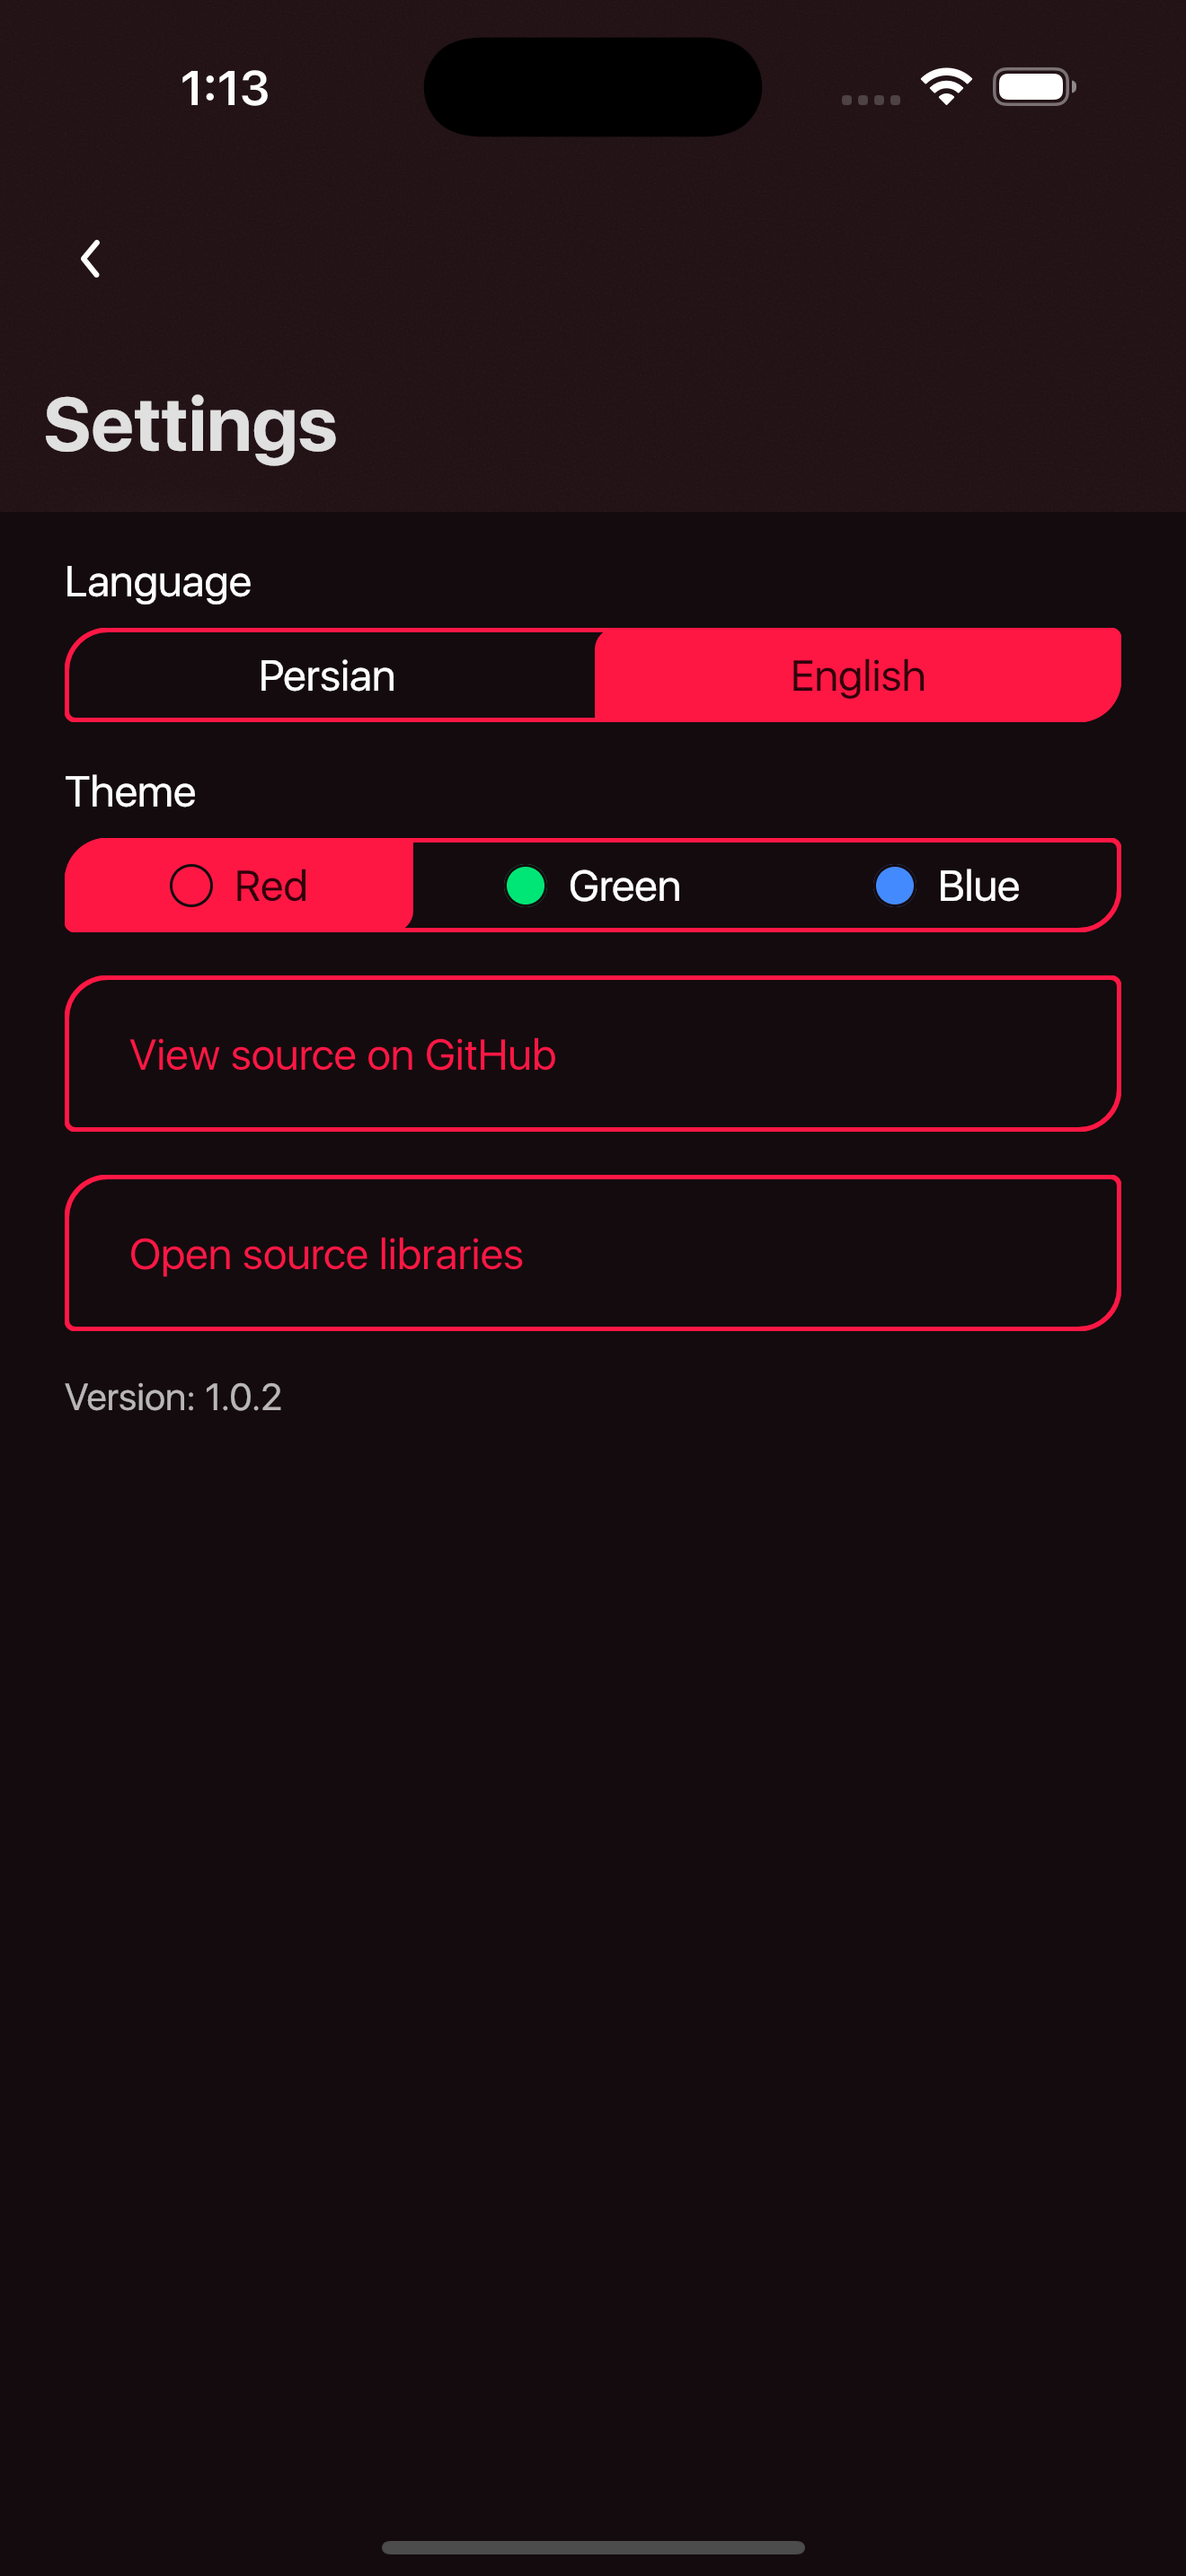 1:13
Settings
Language
Persian English
Theme
Red Green Blue
View source on GitHub
Open source libraries
Version: 1.0.2